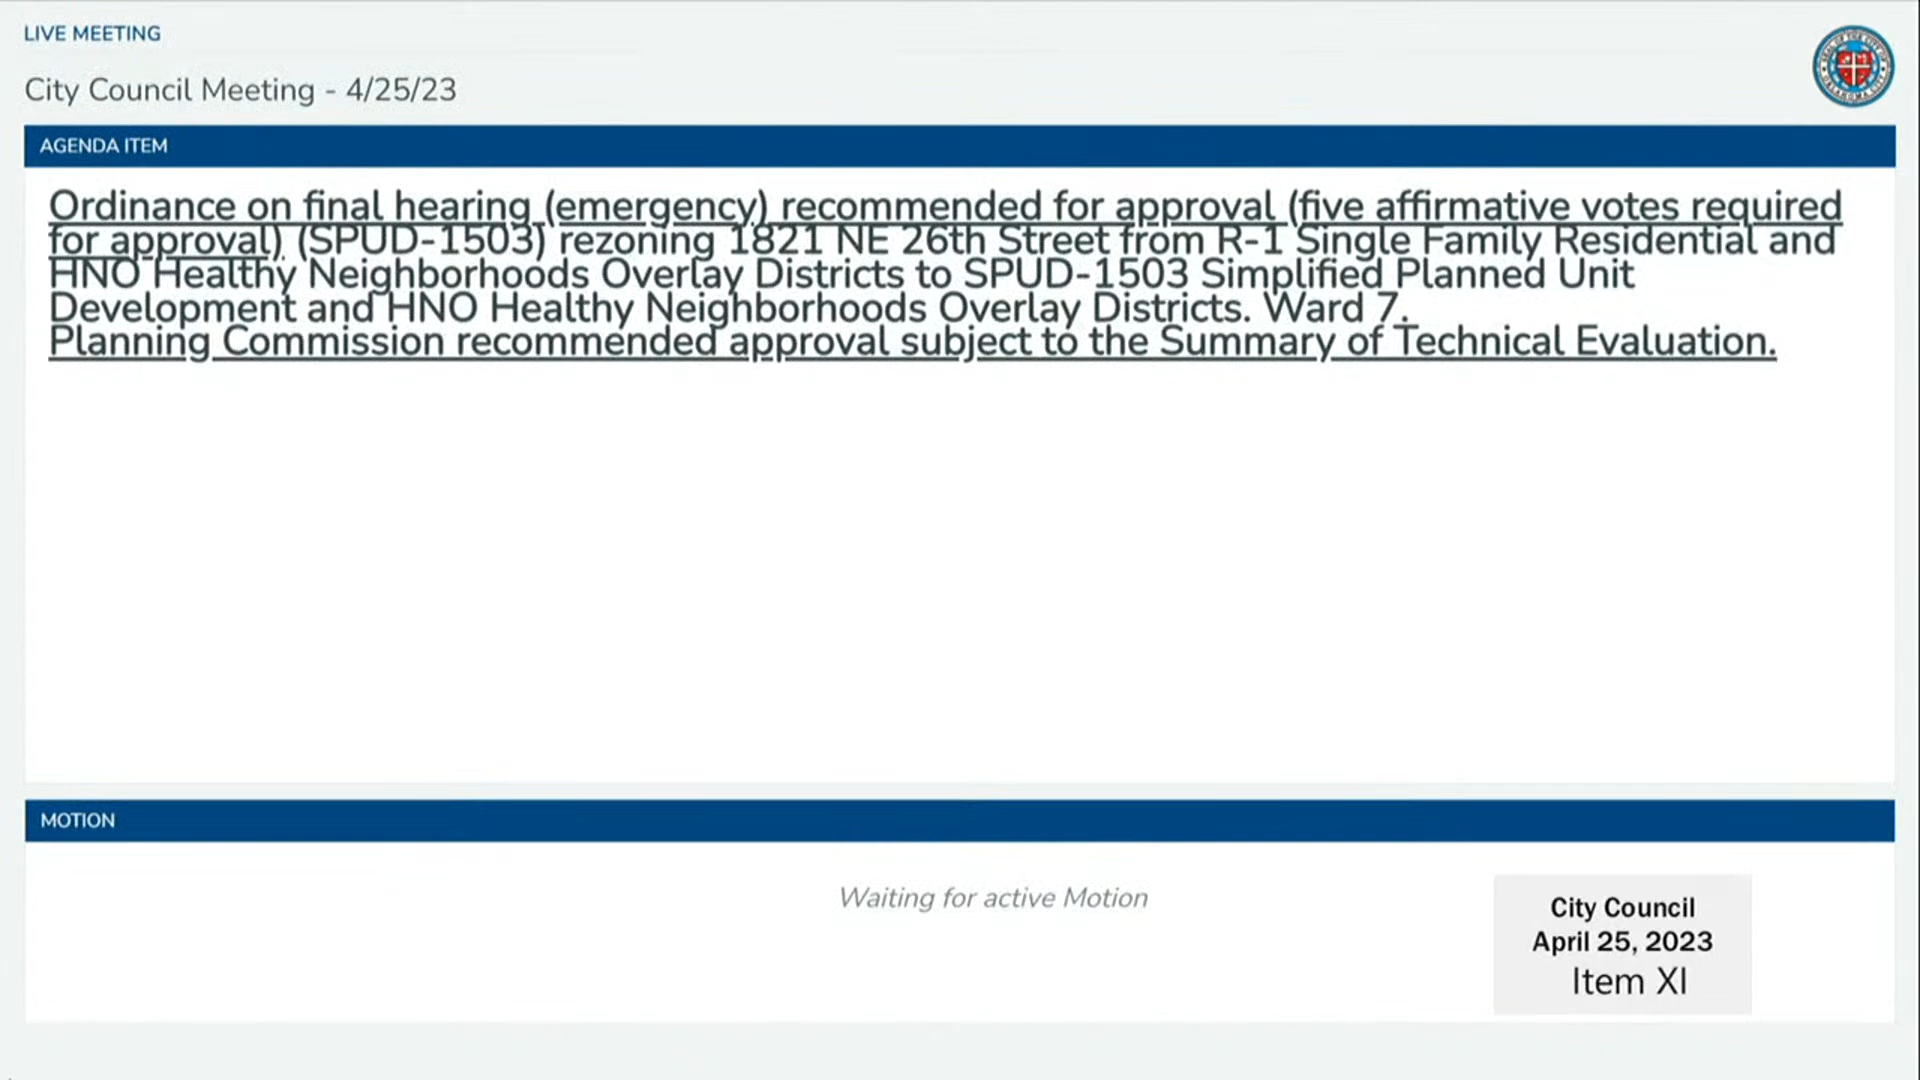 LIVE MEETING
City Council Meeting - 4/25/23
AGENDA ITEM
Ordinance on final hearing (emergency) recommended for approval (five affirmative votes required
for approval) (SPUD-1503) rezoning 1821 NE 26th Street from R-1 Single Family Residential and
HNO Healthy Neighborhoods Overlay Districts to SPUD-1503 Simplified Planned Unit
Development and HNO Healthy Neighborhoods Overlay Districts. Ward 7.
Planning Commission recommended approval subject to the Summary of Technical Evaluation.
MOTION
Waiting for active Motion
City Council
April 25, 2023
Item XI